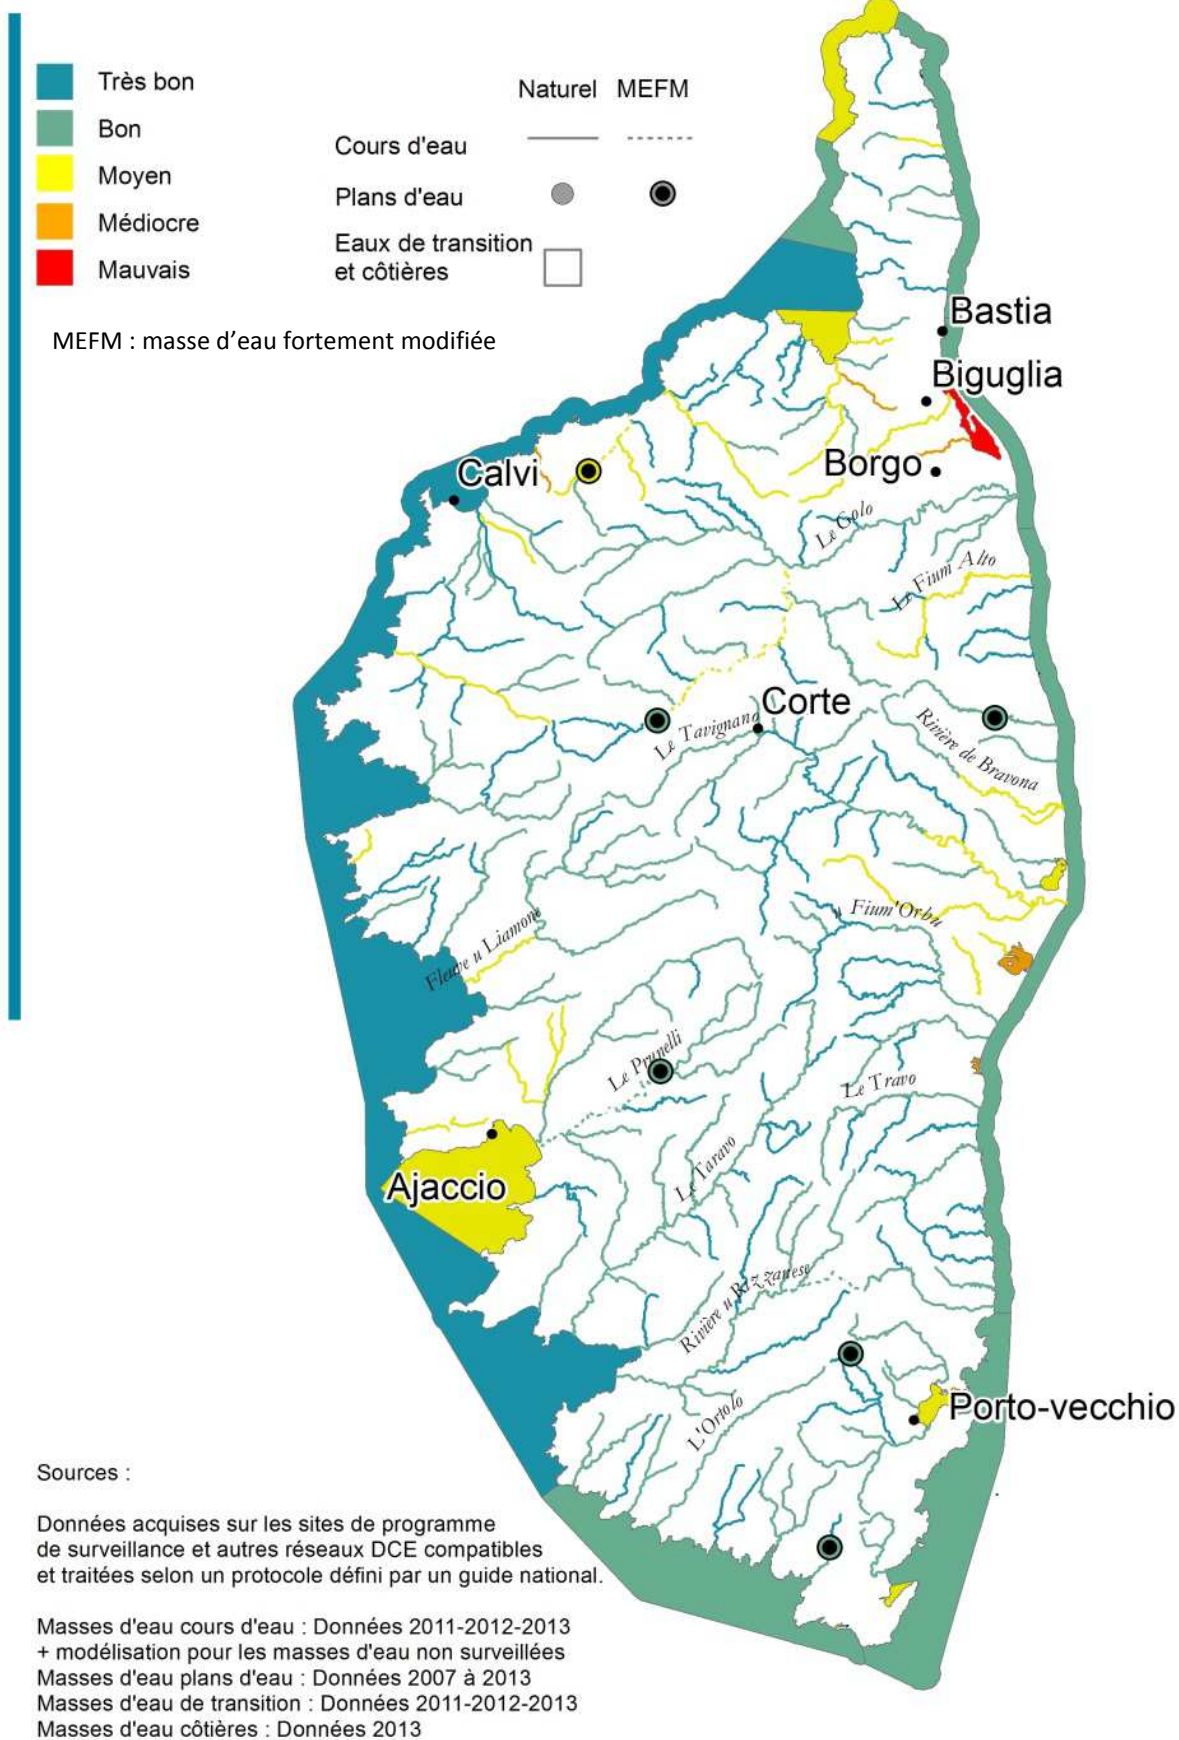 Très bon
Bon
Moyen
Médiocre
Mauvais
Naturel MEFM
Cours d'eau
Plans d'eau
Eaux de transition
et côtières
MEFM : masse d’eau fortement modifiée
Bastia
Biguglia
Calvi
Borgo
Le Golo
Le Fium Alto
Corte
Le Tavignano
Rivière de Bravona
u Fium'Orbu
Fleuve u Liamone
Le Prunelli
Le Travo
Le Taravo
Ajaccio
Rivière u Rizzanese
L'Ortolo
Porto-vecchio
Sources :
Données acquises sur les sites de programme
de surveillance et autres réseaux DCE compatibles
et traitées selon un protocole défini par un guide national.
Masses d'eau cours d'eau : Données 2011-2012-2013
+ modélisation pour les masses d'eau non surveillées
Masses d'eau plans d'eau : Données 2007 à 2013
Masses d'eau de transition : Données 2011-2012-2013
Masses d'eau côtières : Données 2013